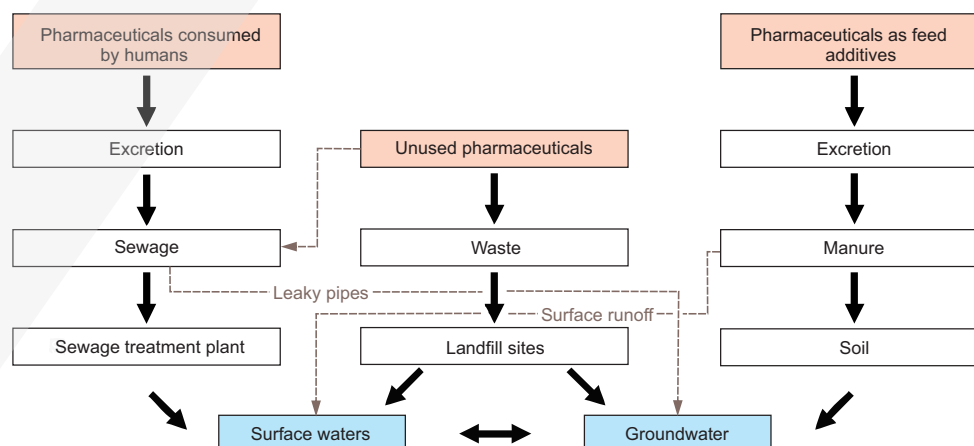 Pharmaceuticals consumed
by humans
Pharmaceuticals as feed
additives
Excretion
Unused pharmaceuticals
Excretion
Sewage
Waste
Manure
Leaky pipes
Surface runoff
Sewage treatment plant
Landfill sites
Soil
Surface waters
Groundwater